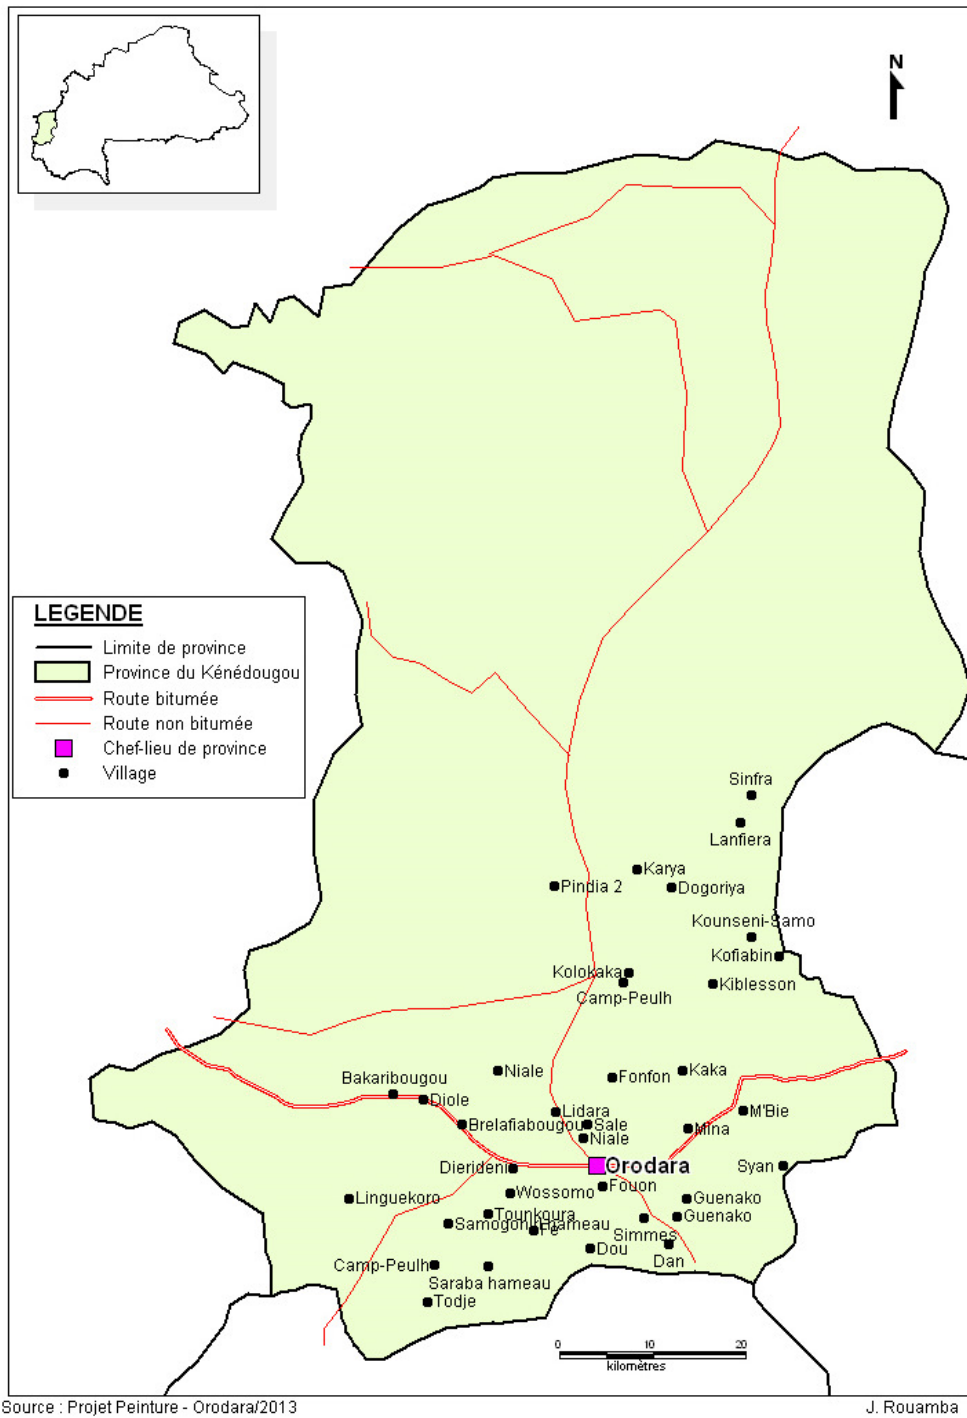 N
LEGENDE
Limite de province
Province du Kénédougou
Route bitumée
Route non bitumée
Chef-lieu de province
Village
Sinfra
Lanfiera
Karya
Pindia 2
Dogoriya
Kounseni-Samo
Kofiabin
Kolokaka
Kiblesson
Camp-Peulh
Niale
Fonfon
Kaka
Bakaribougou
Diole
Lidara
M'Bie
Brelafiabougou
Sale
Mina
Niale
Dierideni
Orodara
Syan
Fouon
Wossomo
Linguekoro
Guenako
Tounkoura
Guenako
Samogohiri
hameau
Fe
Simmes
Dou
Dan
Camp-Peulh
Saraba hameau
Todje
0 10 20
kilomètres
Source : Projet Peinture - Orodara/2013
J. Rouamba